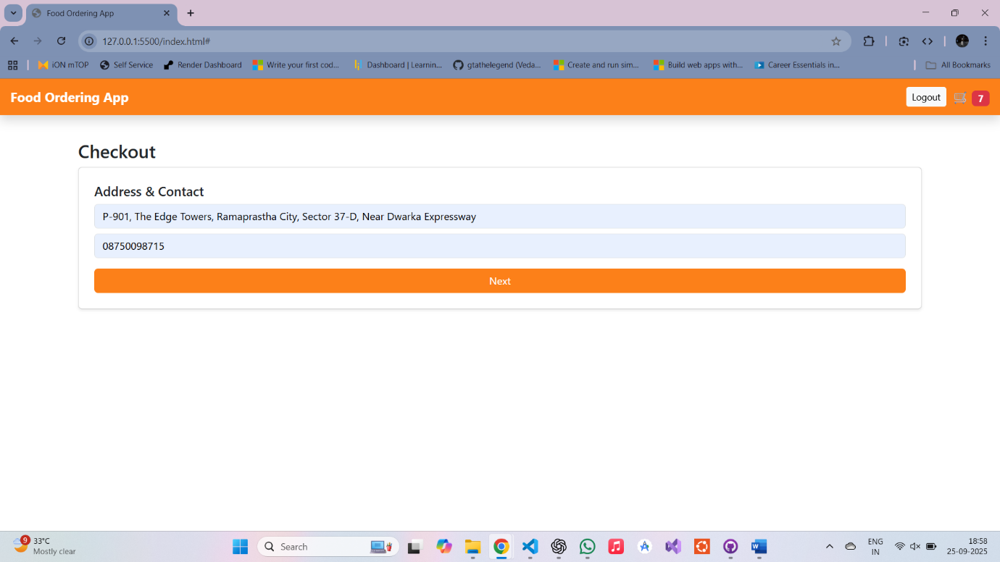 Food Ordering App
127.0.0.1:5500/index.html#
iON mTOP
Self Service
Render Dashboard
Write your first cod...
Dashboard | Learnin...
gtathelegend (Veda...
Create and run sim...
Build web apps with...
Career Essentials in...
All Bookmarks
Food Ordering App
Logout
7
Checkout
Address & Contact
P-901, The Edge Towers, Ramaprastha City, Sector 37-D, Near Dwarka Expressway
08750098715
Next
9
33°C
Mostly clear
Search
ENG
IN
18:58
25-09-2025